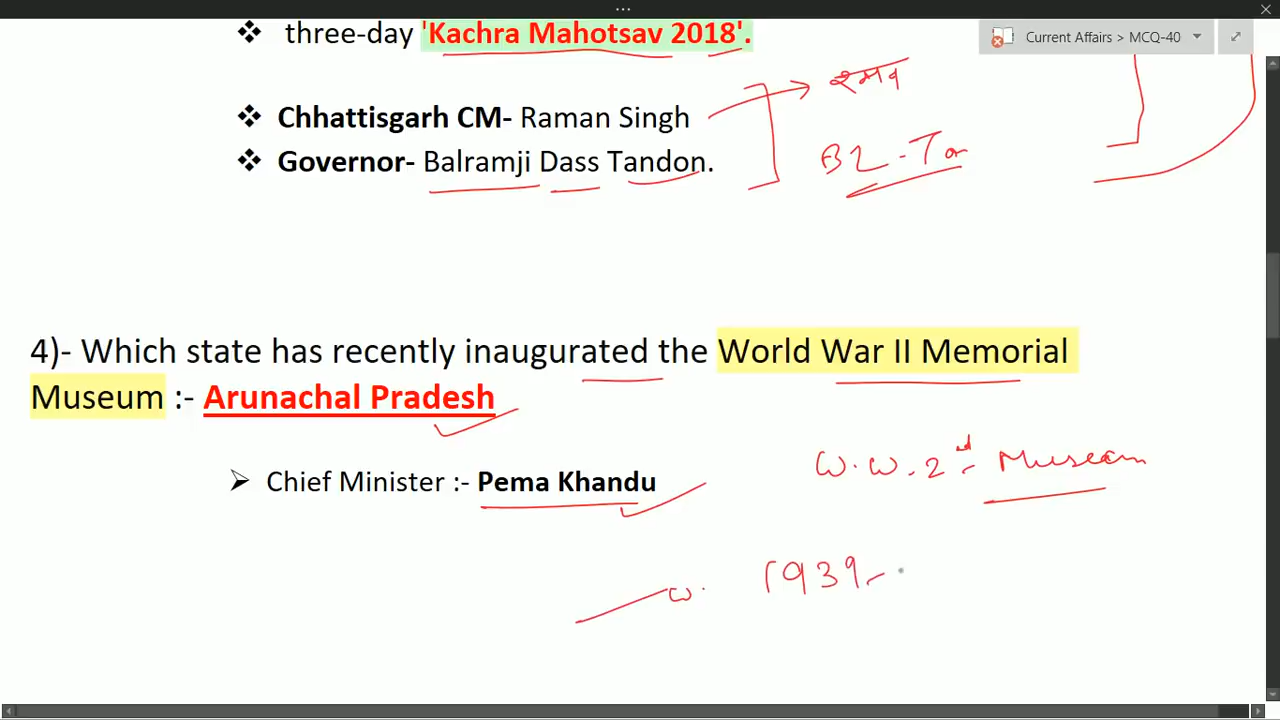 ❖ three-day 'Kachra Mahotsav 2018'.
Current Affairs > MCQ-40
❖ Chhattisgarh CM- Raman Singh
रमन
❖ Governor- Balramji Dass Tandon.
4)- Which state has recently inaugurated the World War II Memorial
Museum :- Arunachal Pradesh
➢ Chief Minister :- Pema Khandu
W.W. 2nd Museum
W. 1939-